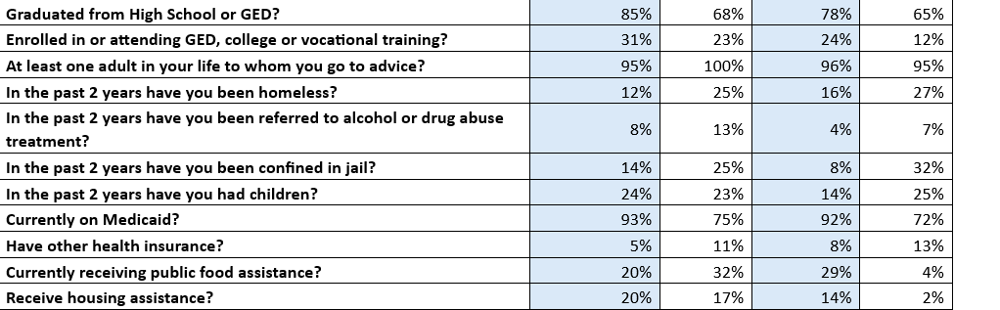 Graduated from High School or GED? 85% 68% 78% 65%
Enrolled in or attending GED, college or vocational training? 31% 23% 24% 12%
At least one adult in your life to whom you go to advice? 95% 100% 96% 95%
In the past 2 years have you been homeless? 12% 25% 16% 27%
In the past 2 years have you been referred to alcohol or drug abuse
treatment? 8% 13% 4% 7%
In the past 2 years have you been confined in jail? 14% 25% 8% 32%
In the past 2 years have you had children? 24% 23% 14% 25%
Currently on Medicaid? 93% 75% 92% 72%
Have other health insurance? 5% 11% 8% 13%
Currently receiving public food assistance? 20% 32% 29% 4%
Receive housing assistance? 20% 17% 14% 2%